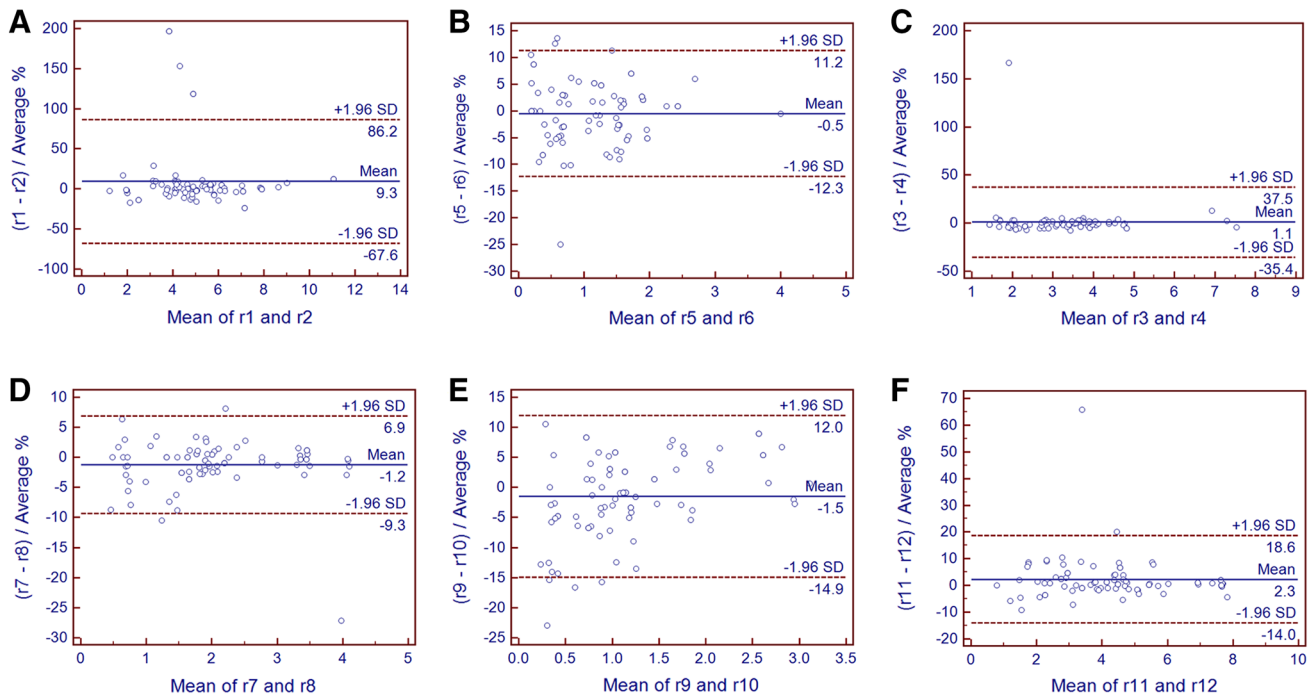 A
(r1 - r2) / Average %
200
150
100
50
0
-50
-100
+1.96 SD
86.2
Mean
9.3
-1.96 SD
-67.6
0 2 4 6 8 10 12 14
Mean of r1 and r2
B
(r5 - r6) / Average %
15
10
5
0
-5
-10
-15
-20
-25
-30
+1.96 SD
11.2
Mean
-0.5
-1.96 SD
-12.3
0 1 2 3 4 5
Mean of r5 and r6
C
(r3 - r4) / Average %
200
150
100
50
0
-50
+1.96 SD
37.5
Mean
1.1
-1.96 SD
-35.4
1 2 3 4 5 6 7 8 9
Mean of r3 and r4
D
(r7 - r8) / Average %
10
5
0
-5
-10
-15
-20
-25
-30
+1.96 SD
6.9
Mean
-1.2
-1.96 SD
-9.3
0 1 2 3 4 5
Mean of r7 and r8
E
(r9 - r10) / Average %
15
10
5
0
-5
-10
-15
-20
-25
+1.96 SD
12.0
Mean
-1.5
-1.96 SD
-14.9
0.0 0.5 1.0 1.5 2.0 2.5 3.0 3.5
Mean of r9 and r10
F
(r11 - r12) / Average %
70
60
50
40
30
20
10
0
-10
-20
+1.96 SD
18.6
Mean
2.3
-1.96 SD
-14.0
0 2 4 6 8 10
Mean of r11 and r12